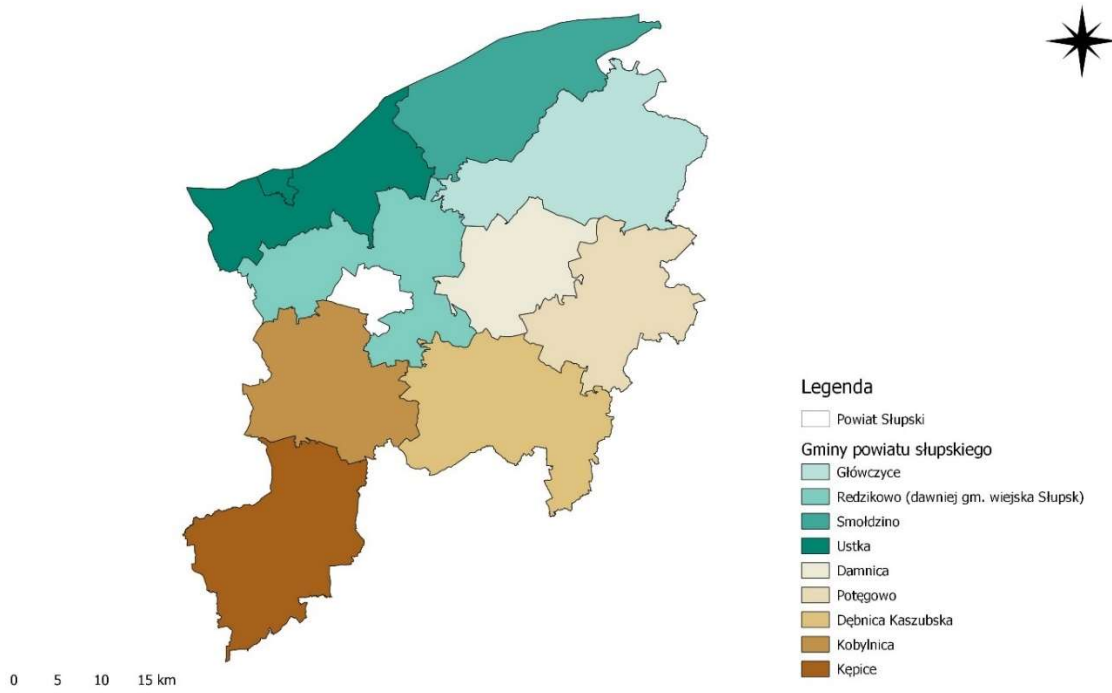 Legenda
Powiat Słupski
Gminy powiatu słupskiego
Główczyce
Redzikowo (dawniej gm. wiejska Słupsk)
Smołdzino
Ustka
Damnica
Potęgowo
Dębnica Kaszubska
Kobylnica
Kępice
0 5 10 15 km